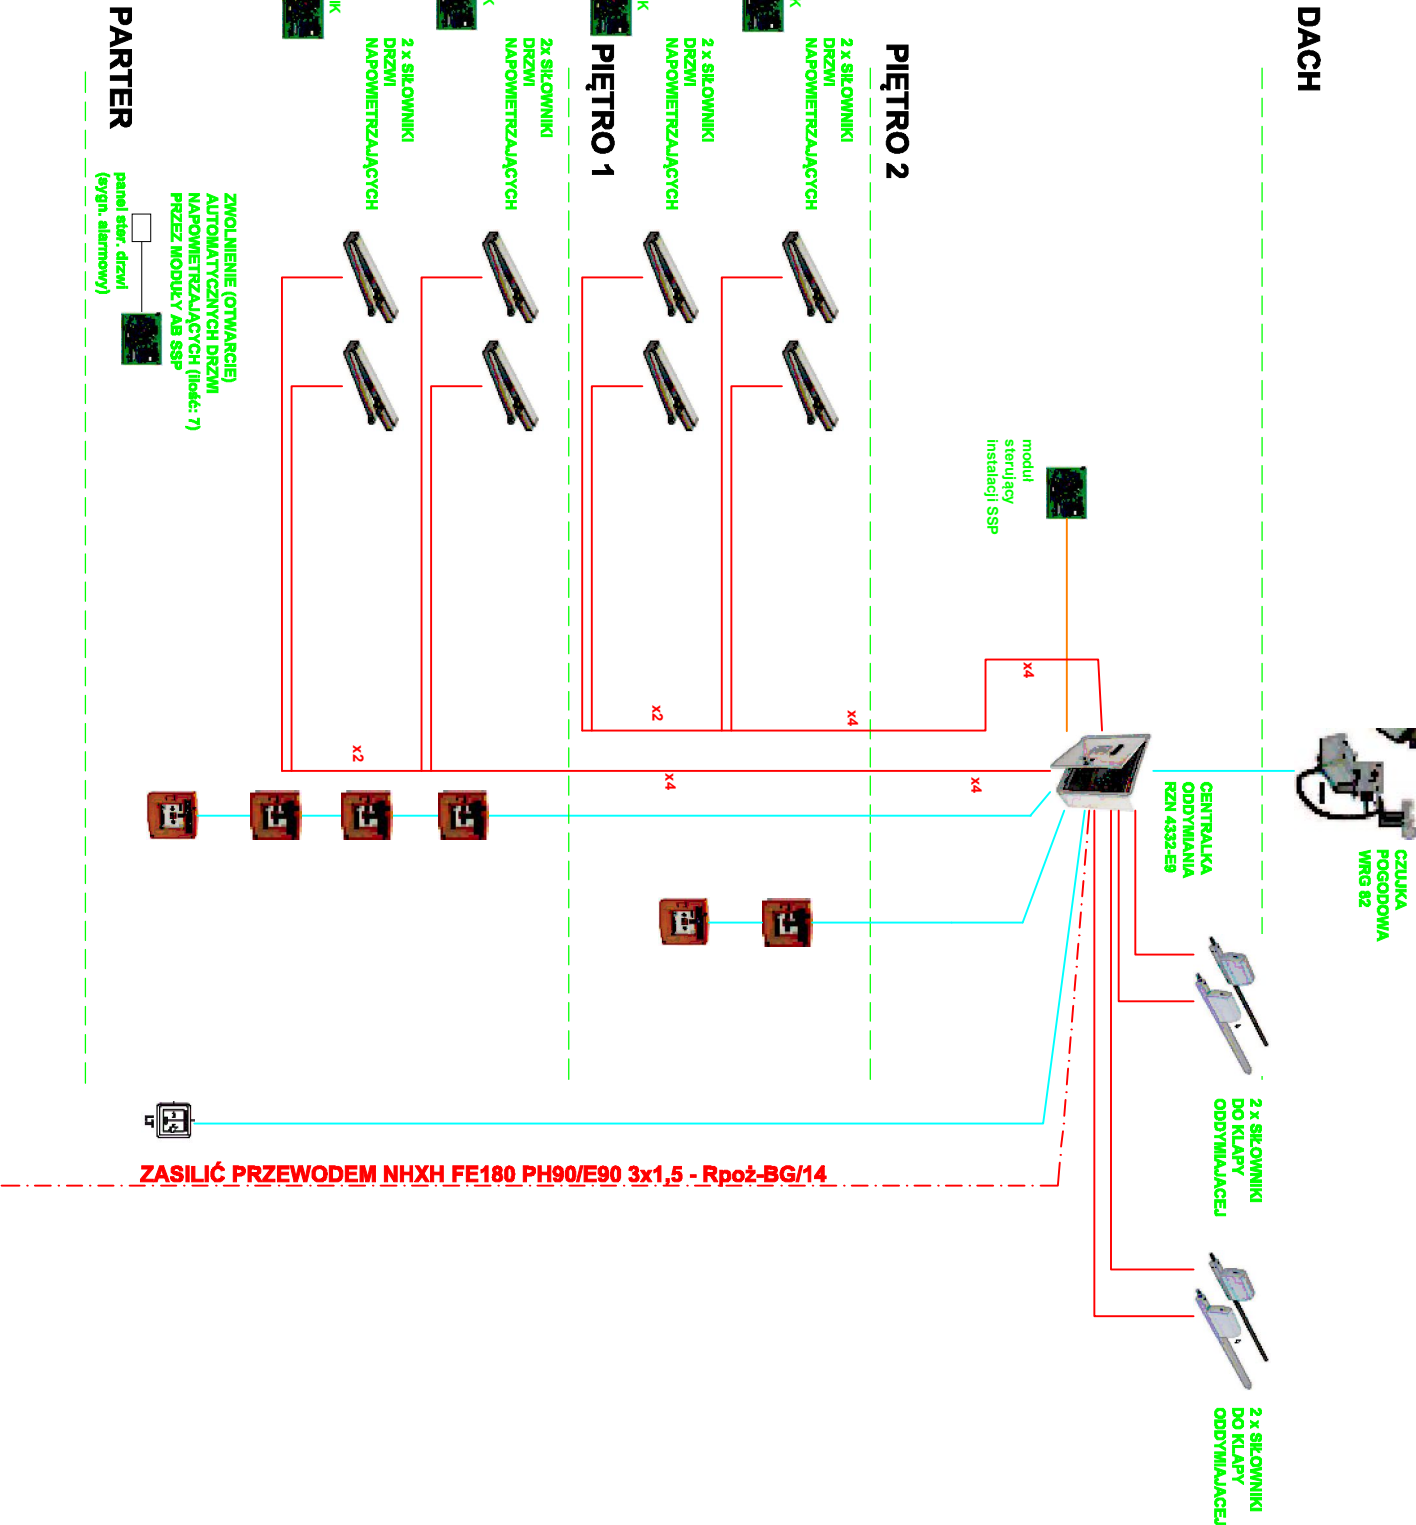 DACH
CZUJKA
POGODOWA
WRG 82
2 x SIŁOWNIKI
DO KLAPY
ODDYMIAJACEJ
2 x SIŁOWNIKI
DO KLAPY
ODDYMIAJACEJ
CENTRALKA
ODDYMIANIA
RZN 4332-E9
moduł
sterujący
instalacji SSP
x4
x4
PIĘTRO 2
2 x SIŁOWNIKI
DRZWI
NAPOWIETRZAJĄCYCH
x4
2 x SIŁOWNIKI
DRZWI
NAPOWIETRZAJĄCYCH
x2
x4
K
K
PIĘTRO 1
2x SIŁOWNIKI
DRZWI
NAPOWIETRZAJĄCYCH
2 x SIŁOWNIKI
DRZWI
NAPOWIETRZAJĄCYCH
x2
K
IK
ZWOLNIENIE (OTWARCIE)
AUTOMATYCZNYCH DRZWI
NAPOWIETRZAJĄCYCH (ilość: 7)
PRZEZ MODUŁY AB SSP
panel ster. drzwi
(sygn. alarmowy)
PARTER
LT
ZASILIĆ PRZEWODEM NHXH FE180 PH90/E90 3x1,5 - Rpoż-BG/14